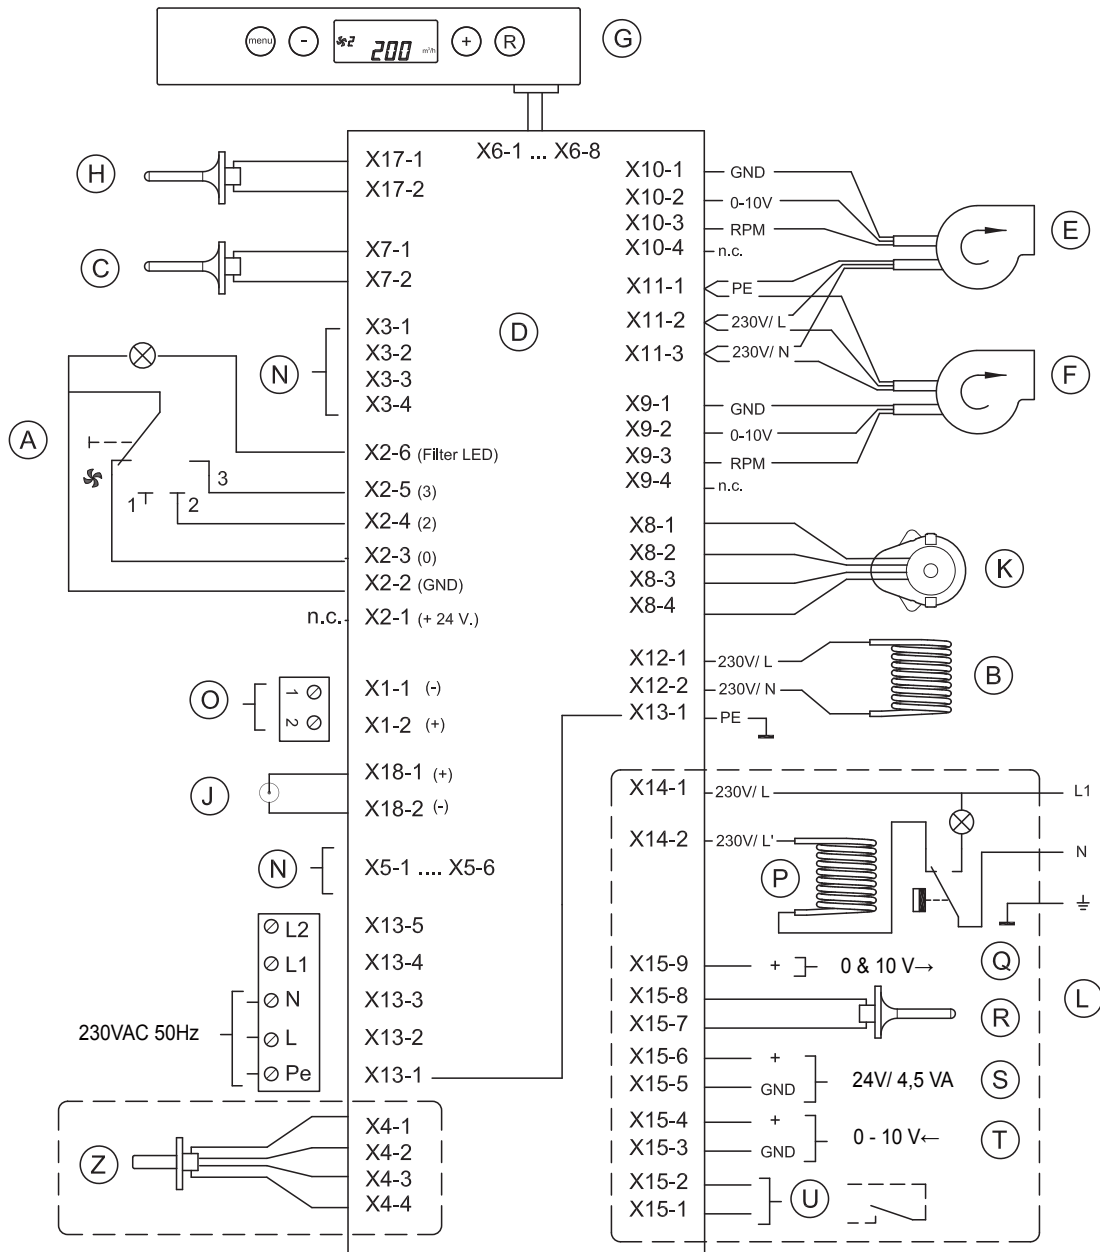 menu - 2 200 m³/h + R G
X6-1 ... X6-8
H X17-1
X17-2
C X7-1
X7-2
X3-1
N X3-2
X3-3
X3-4
A X2-6 (Filter LED)
3 X2-5 (3)
1 2 X2-4 (2)
X2-3 (0)
X2-2 (GND)
n.c. X2-1 (+ 24 V.)
O 1 X1-1 (-)
2 X1-2 (+)
J X18-1 (+)
X18-2 (-)
N X5-1 .... X5-6
L2 X13-5
L1 X13-4
N X13-3
230VAC 50Hz L X13-2
Pe X13-1
Z X4-1
X4-2
X4-3
X4-4
D
X10-1 GND
X10-2 0-10V
X10-3 RPM E
X10-4 n.c.
X11-1 PE
X11-2 230V/ L
X11-3 230V/ N
F
X9-1 GND
X9-2 0-10V
X9-3 RPM
X9-4 n.c.
X8-1
X8-2
X8-3 K
X8-4
X12-1 230V/ L B
X12-2 230V/ N
X13-1 PE
X14-1 230V/ L L1
X14-2 230V/ L' N
P
X15-9 + 0 & 10 V→ Q
X15-8 L
X15-7 R
X15-6 +
X15-5 GND 24V/ 4,5 VA S
X15-4 +
X15-3 GND 0 - 10 V← T
X15-2 U
X15-1